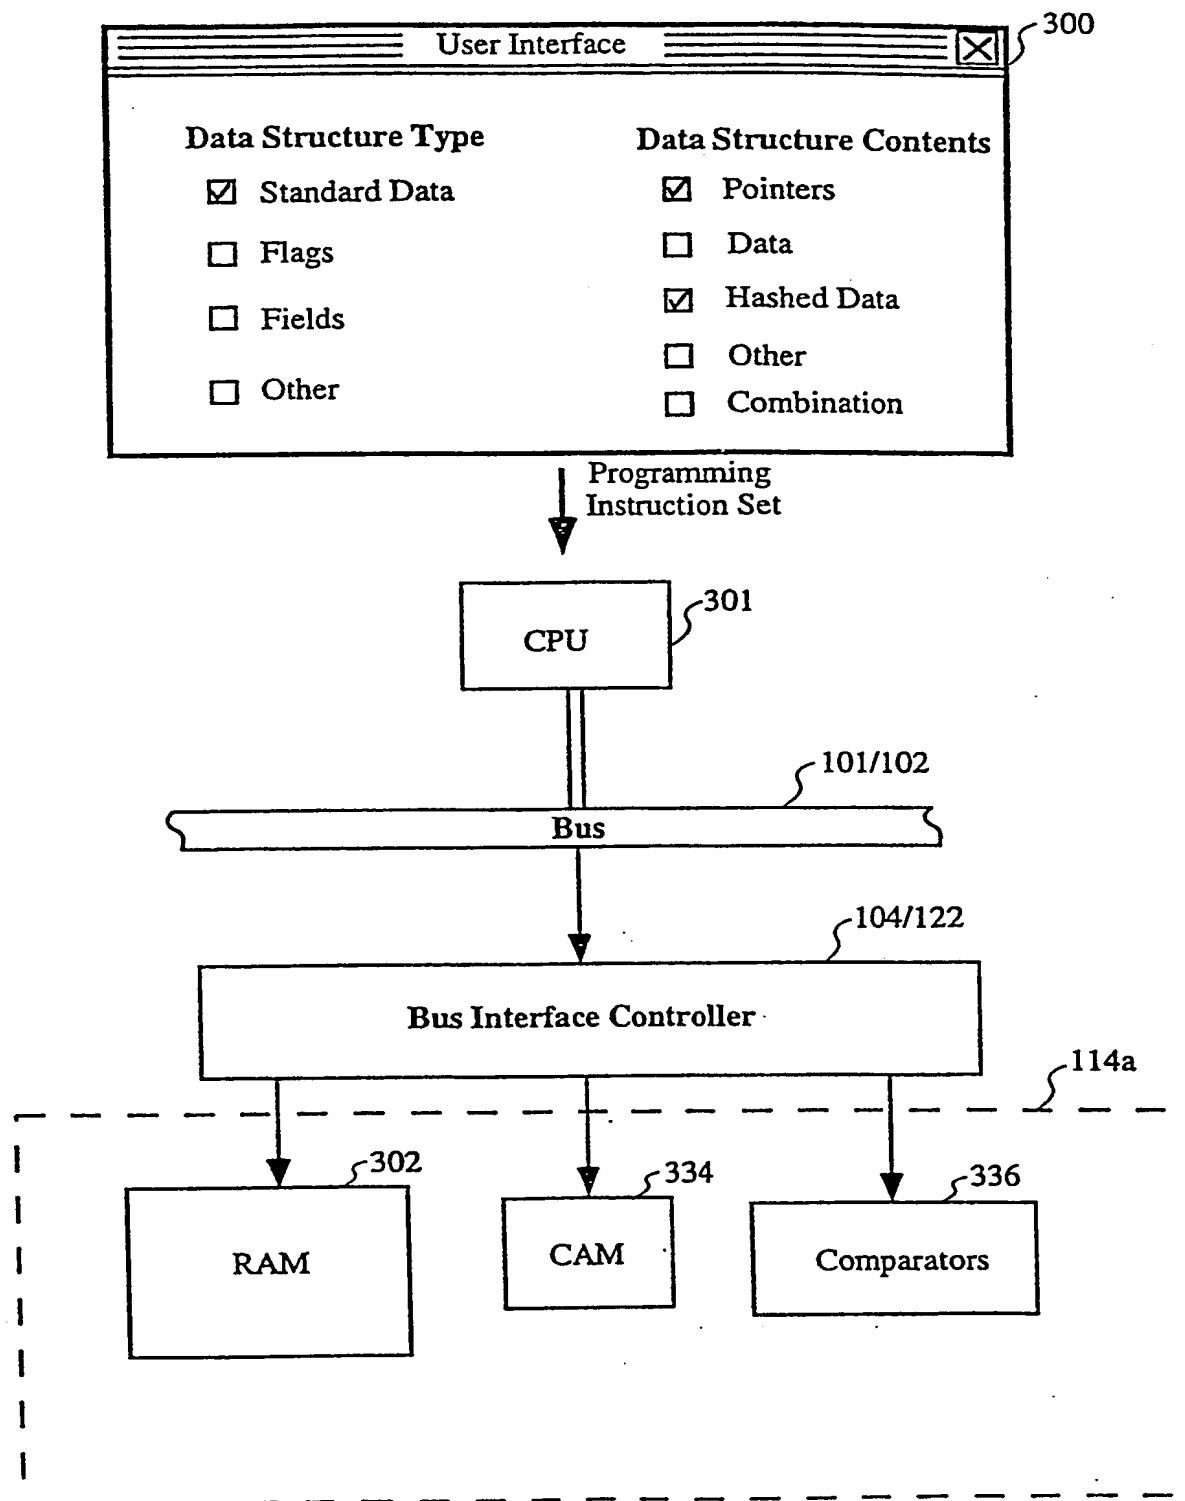 User Interface
300
Data Structure Type
Standard Data
Flags
Fields
Other
Data Structure Contents
Pointers
Data
Hashed Data
Other
Combination
Programming
Instruction Set
CPU
301
101/102
Bus
104/122
Bus Interface Controller
114a
302
RAM
334
CAM
336
Comparators